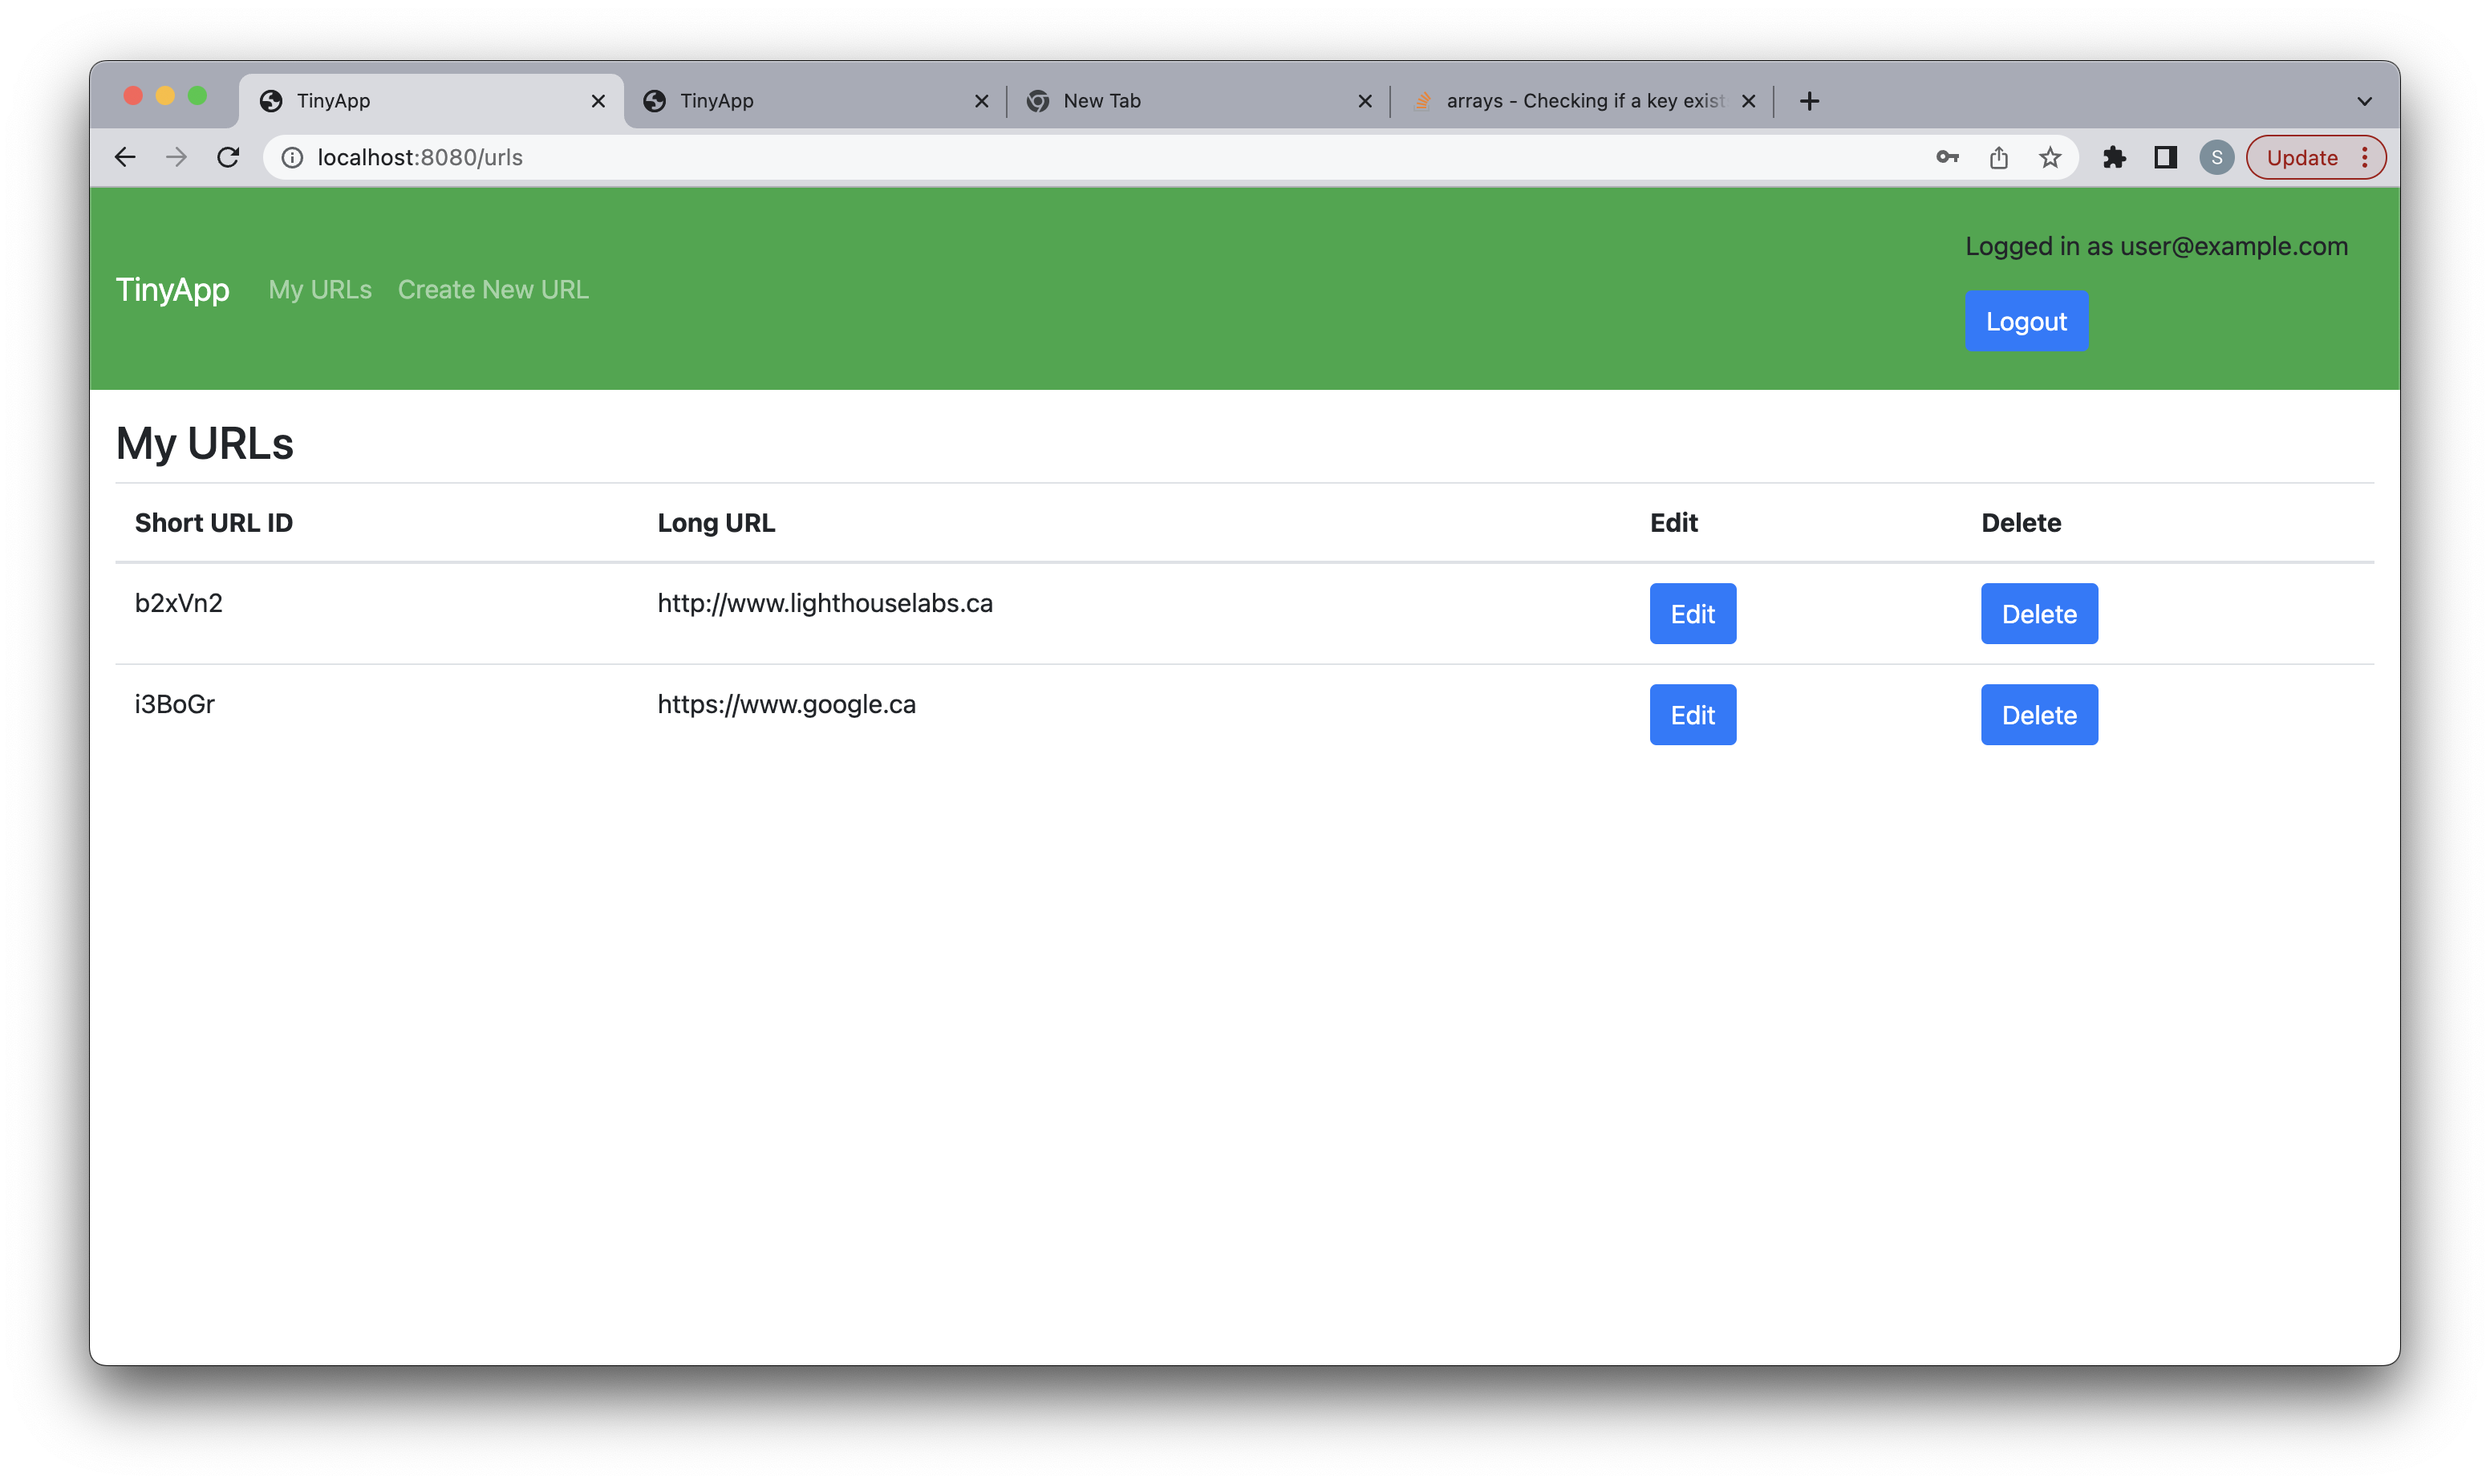 TinyApp TinyApp New Tab arrays - Checking if a key exist
localhost:8080/urls S Update
Logged in as user@example.com
TinyApp My URLs Create New URL
Logout
My URLs
Short URL ID Long URL Edit Delete
b2xVn2 http://www.lighthouselabs.ca Edit Delete
i3BoGr https://www.google.ca Edit Delete